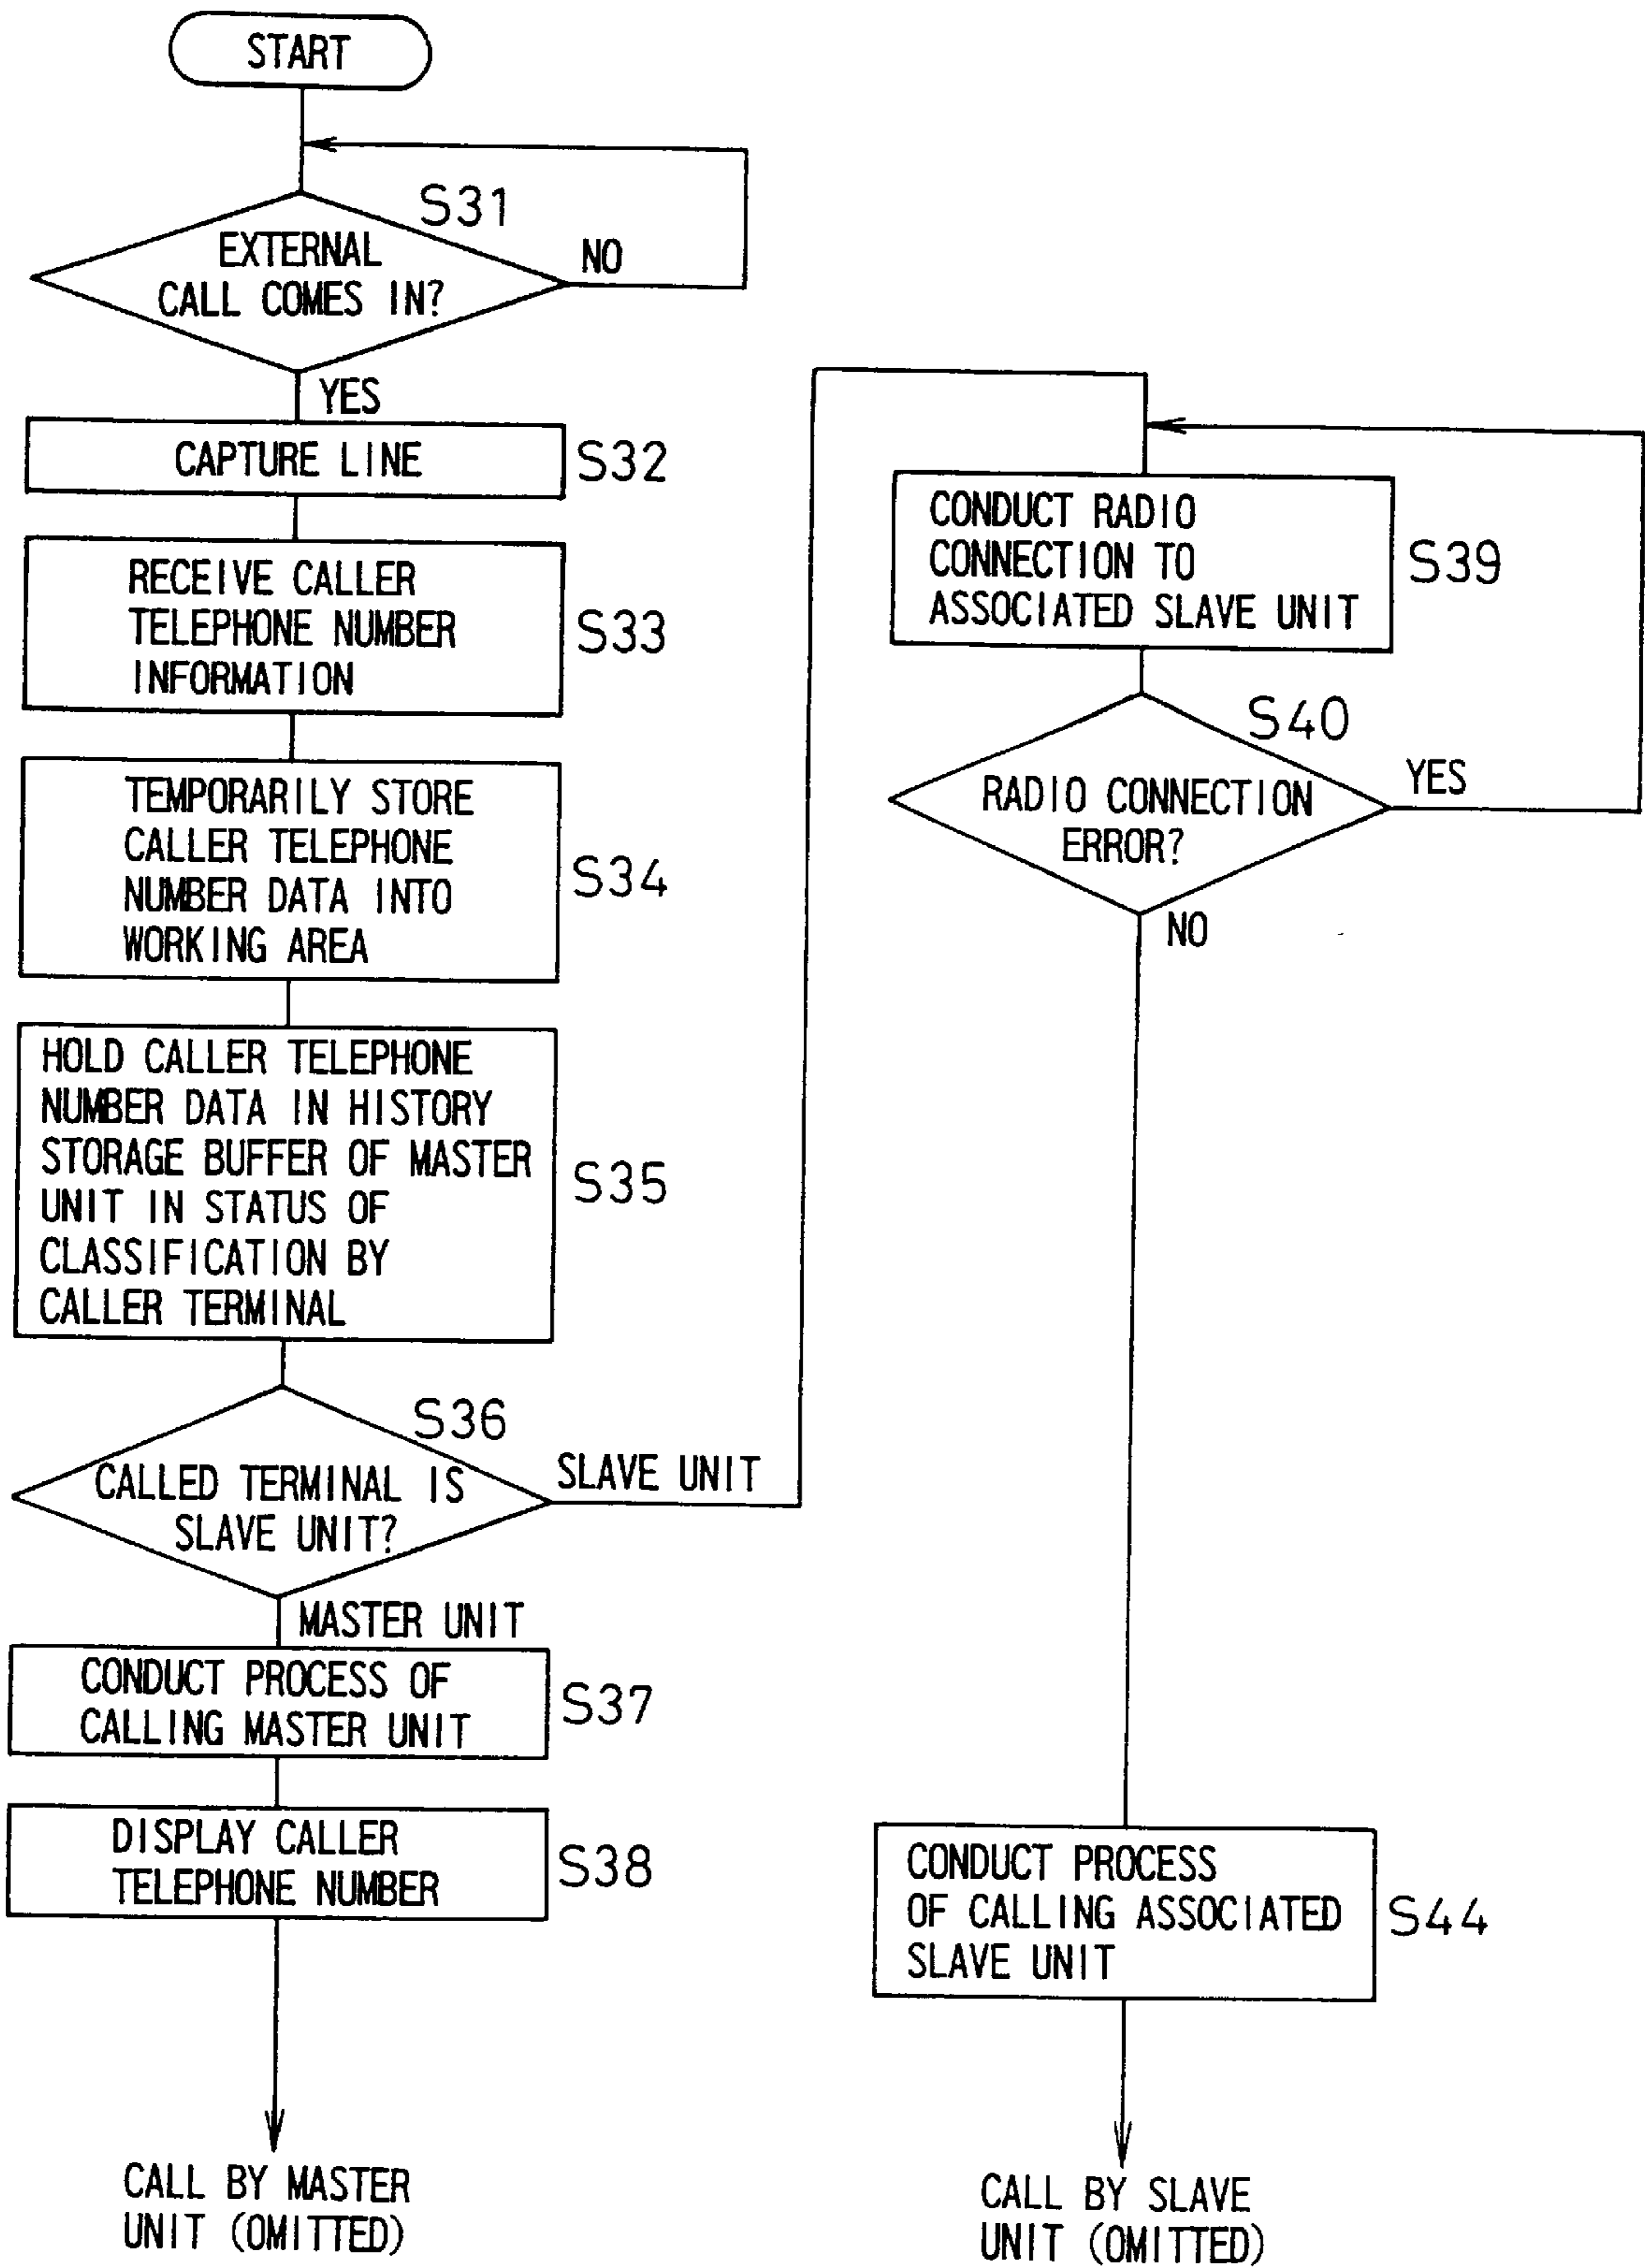 START
S31
EXTERNAL
CALL COMES IN?
NO
YES
CAPTURE LINE
S32
RECEIVE CALLER
TELEPHONE NUMBER
INFORMATION
S33
TEMPORARILY STORE
CALLER TELEPHONE
NUMBER DATA INTO
WORKING AREA
S34
HOLD CALLER TELEPHONE
NUMBER DATA IN HISTORY
STORAGE BUFFER OF MASTER
UNIT IN STATUS OF
CLASSIFICATION BY
CALLER TERMINAL
S35
S36
CALLED TERMINAL IS
SLAVE UNIT?
SLAVE UNIT
MASTER UNIT
CONDUCT PROCESS OF
CALLING MASTER UNIT
S37
DISPLAY CALLER
TELEPHONE NUMBER
S38
CALL BY MASTER
UNIT (OMITTED)
CONDUCT RADIO
CONNECTION TO
ASSOCIATED SLAVE UNIT
S39
S40
RADIO CONNECTION
ERROR?
YES
NO
CONDUCT PROCESS
OF CALLING ASSOCIATED
SLAVE UNIT
S44
CALL BY SLAVE
UNIT (OMITTED)